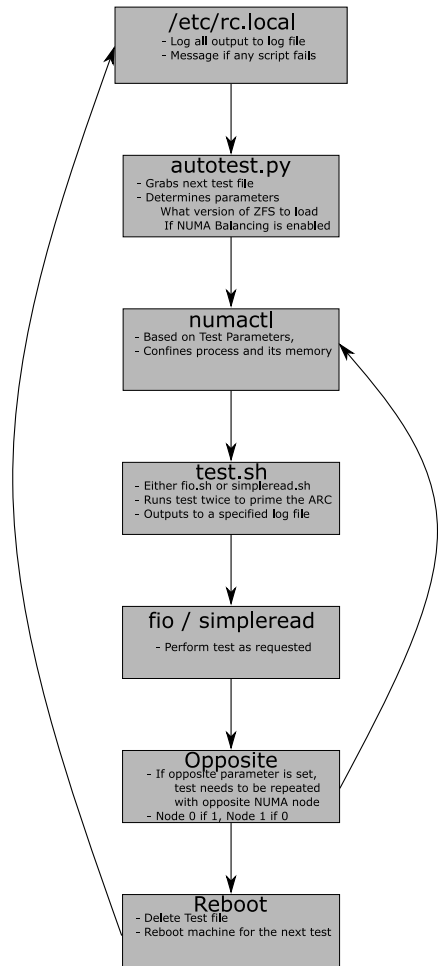 /etc/rc.local
- Log all output to log file
- Message if any script fails
autotest.py
- Grabs next test file
- Determines parameters
What version of ZFS to load
If NUMA Balancing is enabled
numactl
- Based on Test Parameters,
- Confines process and its memory
test.sh
- Either fio.sh or simpleread.sh
- Runs test twice to prime the ARC
- Outputs to a specified log file
fio / simpleread
- Perform test as requested
Opposite
- If opposite parameter is set,
test needs to be repeated
with opposite NUMA node
- Node 0 if 1, Node 1 if 0
Reboot
- Delete Test file
- Reboot machine for the next test